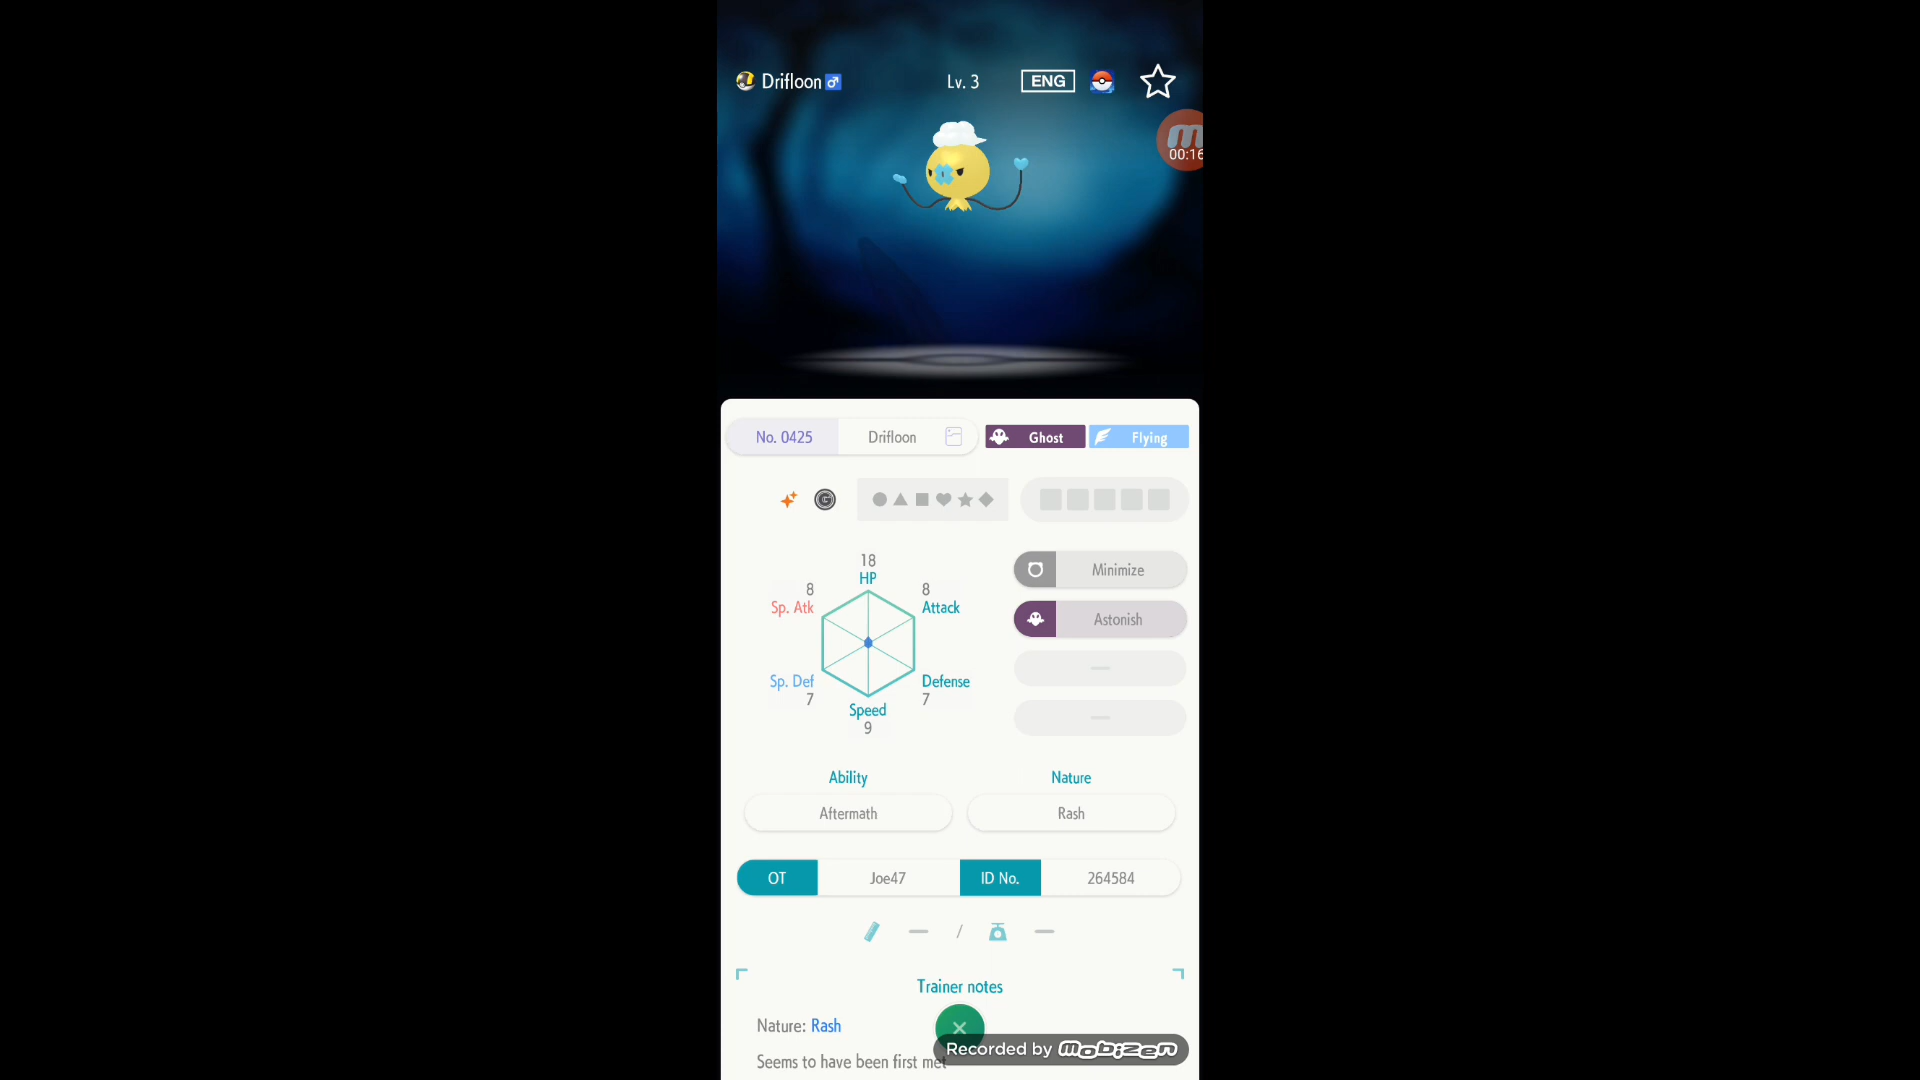 Drifloon♂ Lv. 3 ENG
00:16
No. 0425 Drifloon Ghost Flying
18
HP
8
Sp. Atk
8
Attack
Sp. Def
7
Defense
7
Speed
9
Minimize
Astonish
Ability
Aftermath
Nature
Rash
OT Joe47 ID No. 264584
— / —
Trainer notes
Nature: Rash
Seems to have been first met
Recorded by mobizen